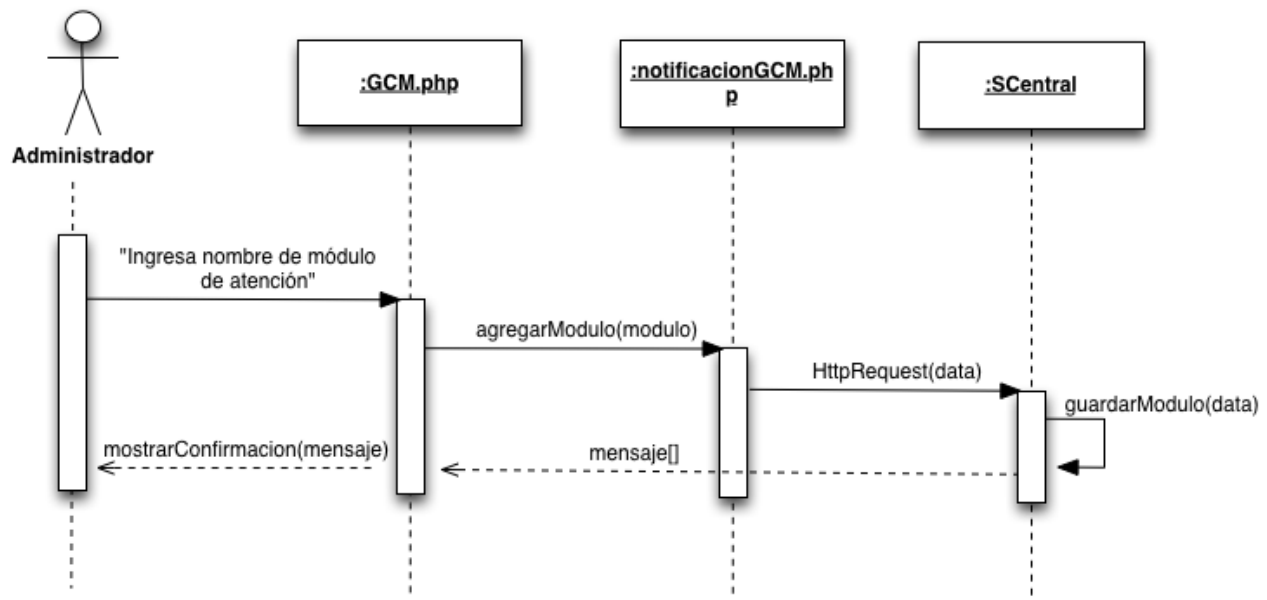 :GCM.php
:notificacionGCM.ph
p
:SCentral
Administrador
"Ingresa nombre de módulo
de atención"
agregarModulo(modulo)
HttpRequest(data)
guardarModulo(data)
mostrarConfirmacion(mensaje)
mensaje[]